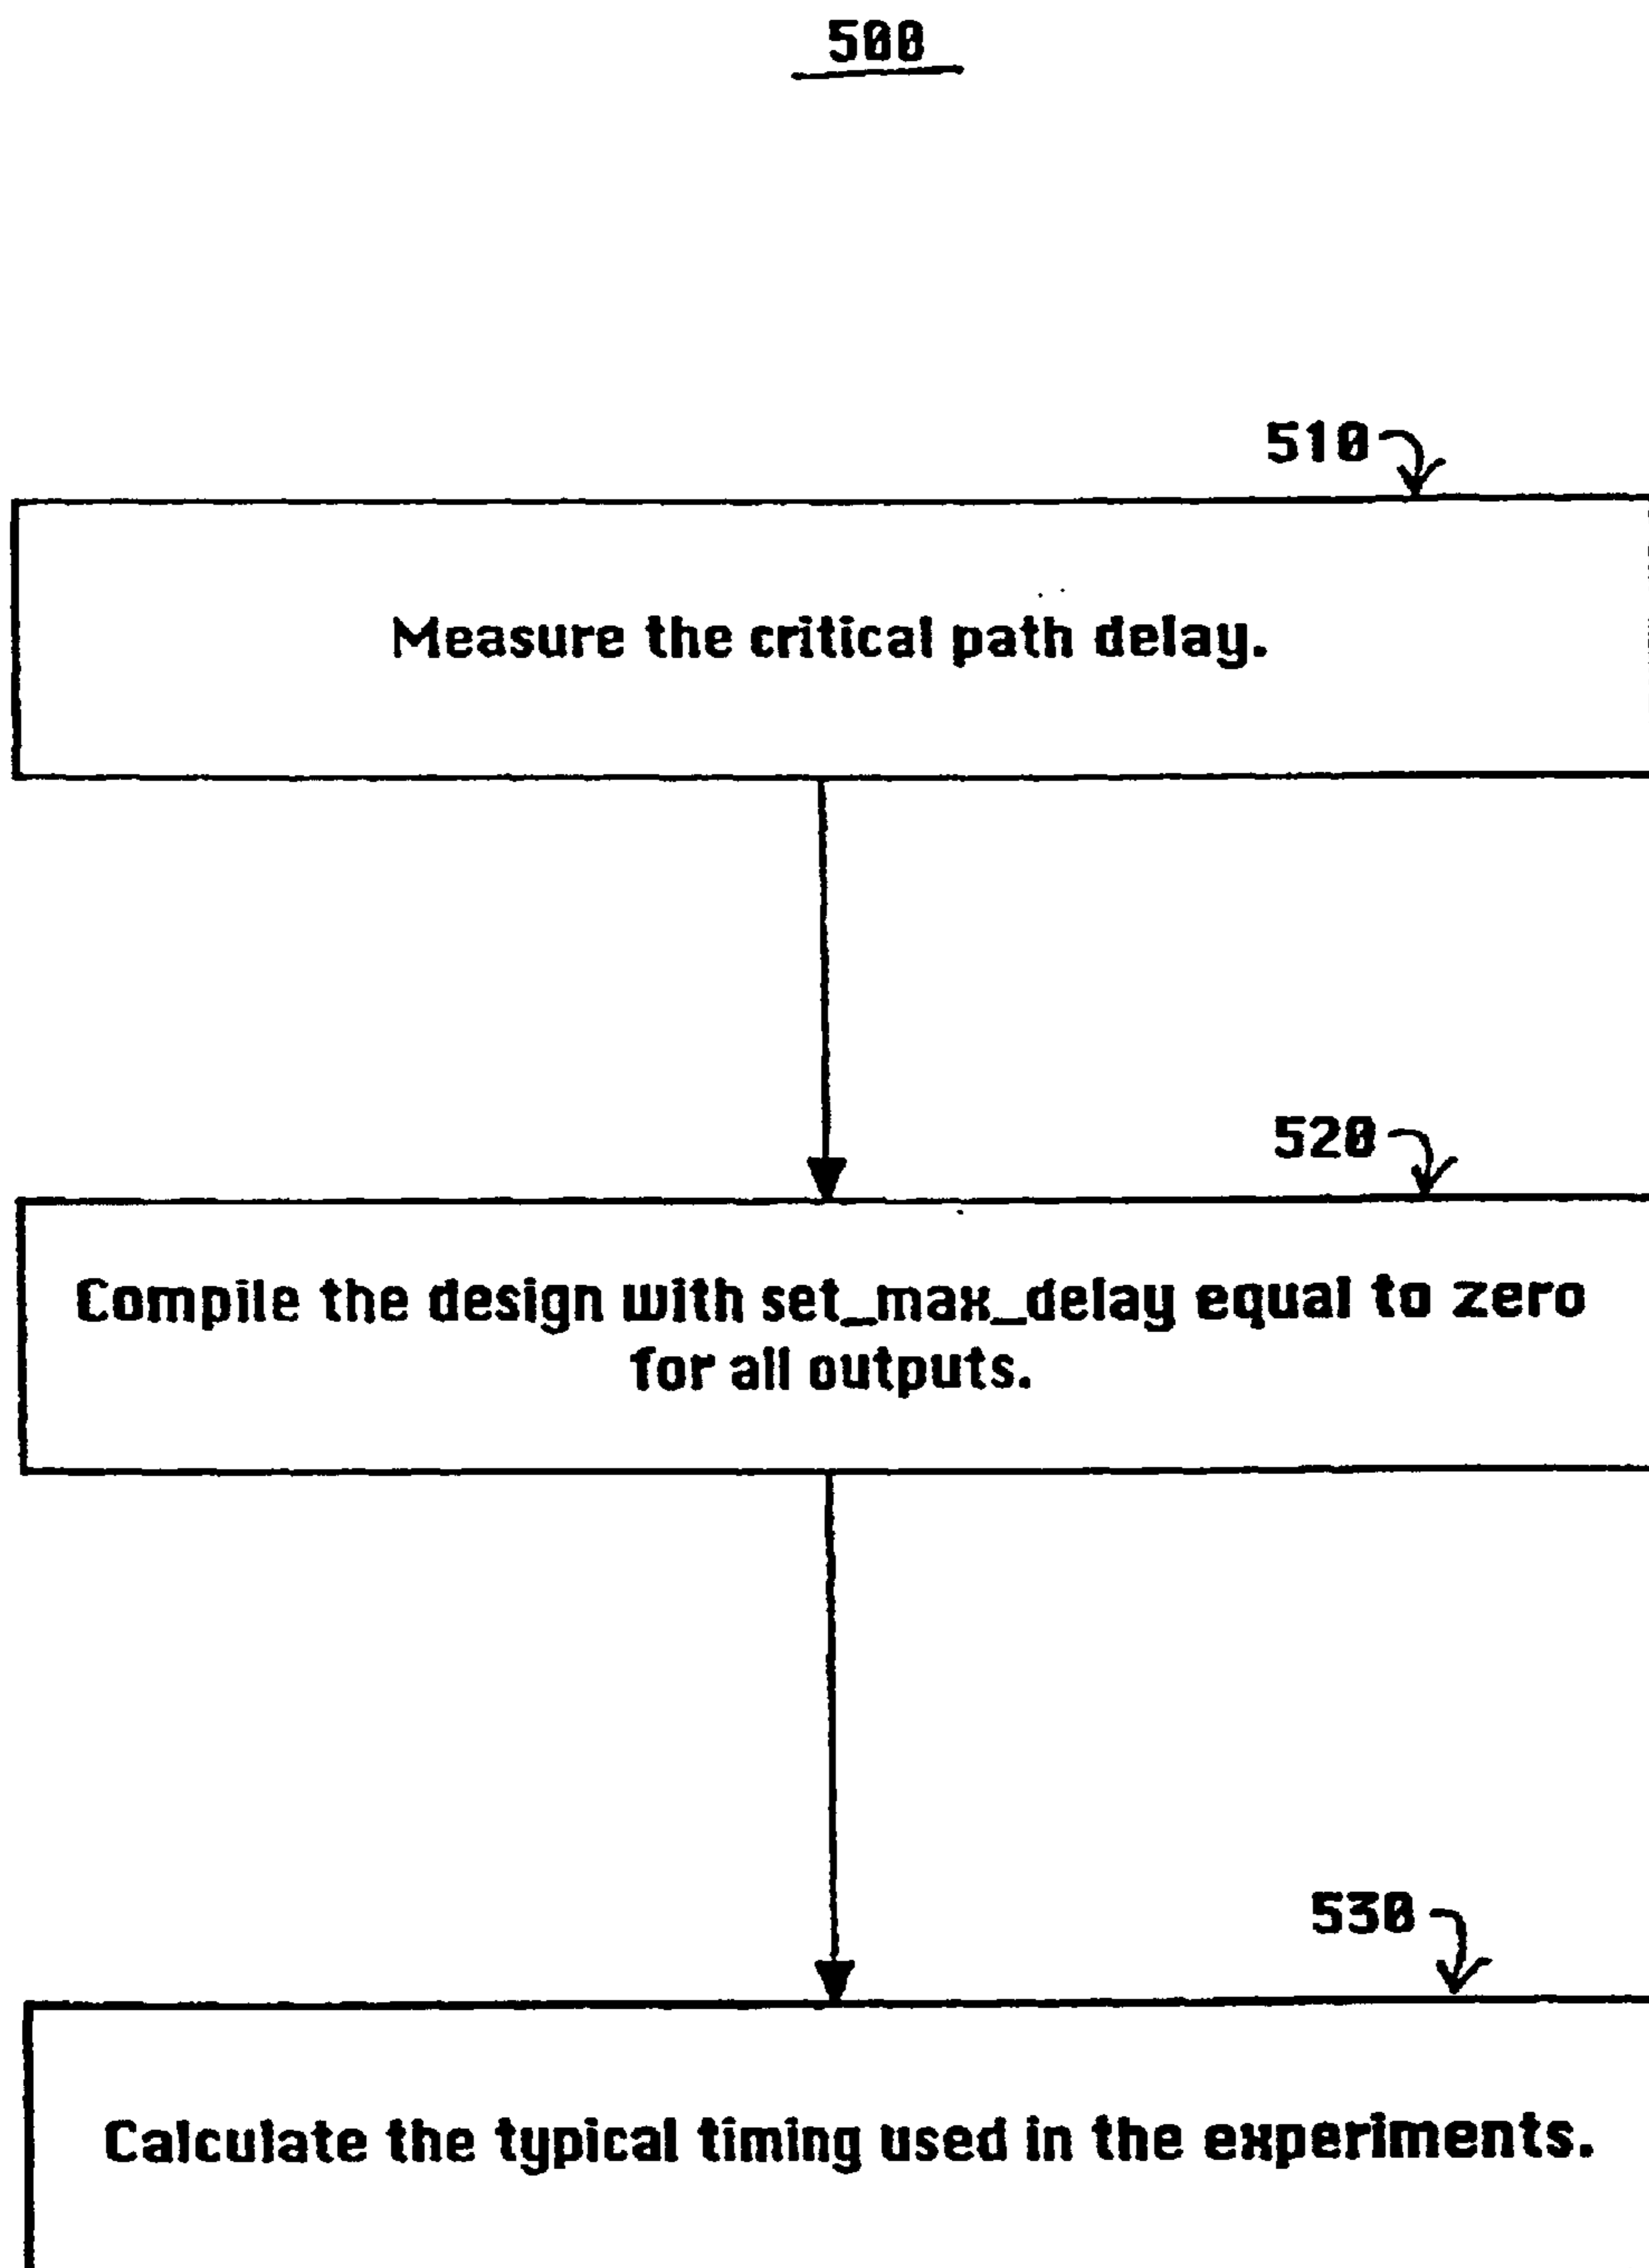 500
510
Measure the critical path delay.
520
Compile the design with set_max_delay equal to zero
for all outputs.
530
Calculate the typical timing used in the experiments.